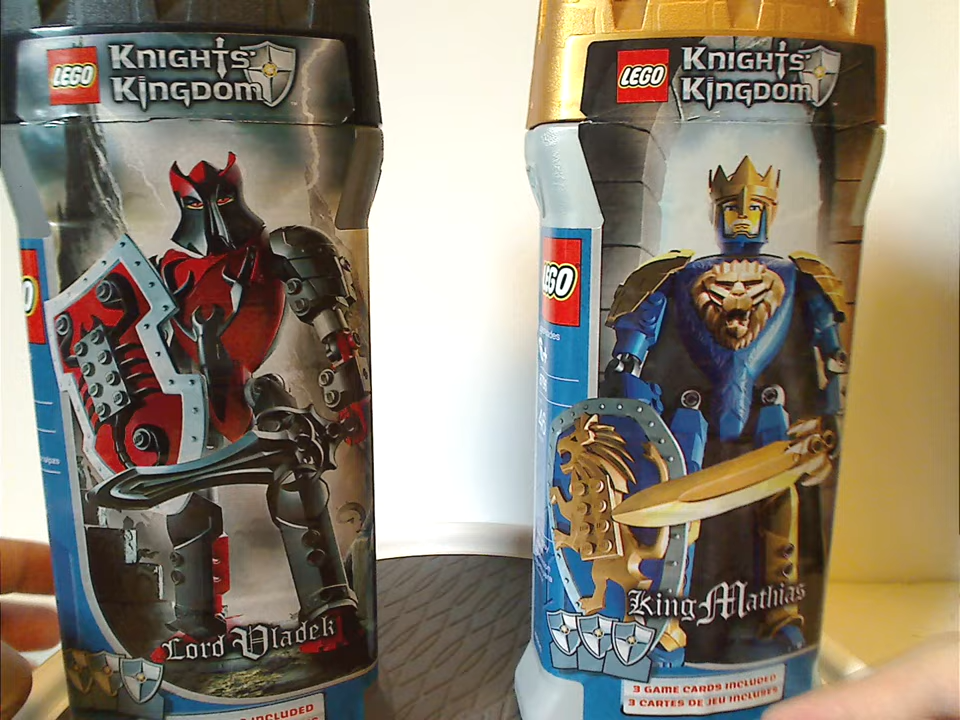 LEGO KNIGHTS' KINGDOM
Lord Vladek
INCLUDED
LEGO KNIGHTS' KINGDOM
LEGO
King Mathias
3 GAME CARDS INCLUDED
3 CARTES DE JEU INCLUSES